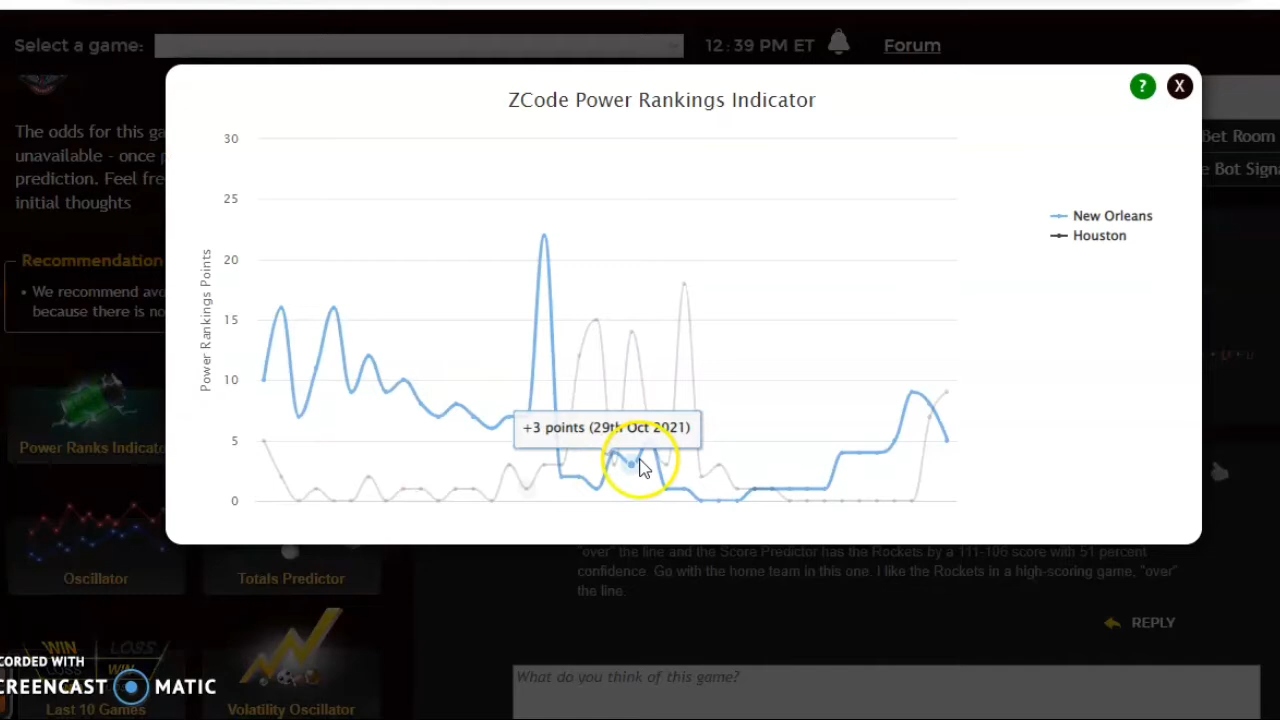 Select a game:
12:39 PM ET
Forum
ZCode Power Rankings Indicator
?
X
The odds for this ga
unavailable - once p
prediction. Feel fre
initial thoughts
Bet Room
e Bot Signa
30
25
20
15
10
5
0
Power Rankings Points
New Orleans
Houston
+3 points (29th Oct 2021)
Recommendation
• We recommend avo
because there is no
Power Ranks Indicato
Oscillator
Totals Predictor
"over" the line and the Score Predictor has the Rockets by a 111-106 score with 51 percent
confidence. Go with the home team in this one. I like the Rockets in a high-scoring game, "over"
the line.
REPLY
What do you think of this game?
WIN LOSS
WIN
Last 10 Games
Volatility Oscillator
CORDED WITH
CREENCAST MATIC